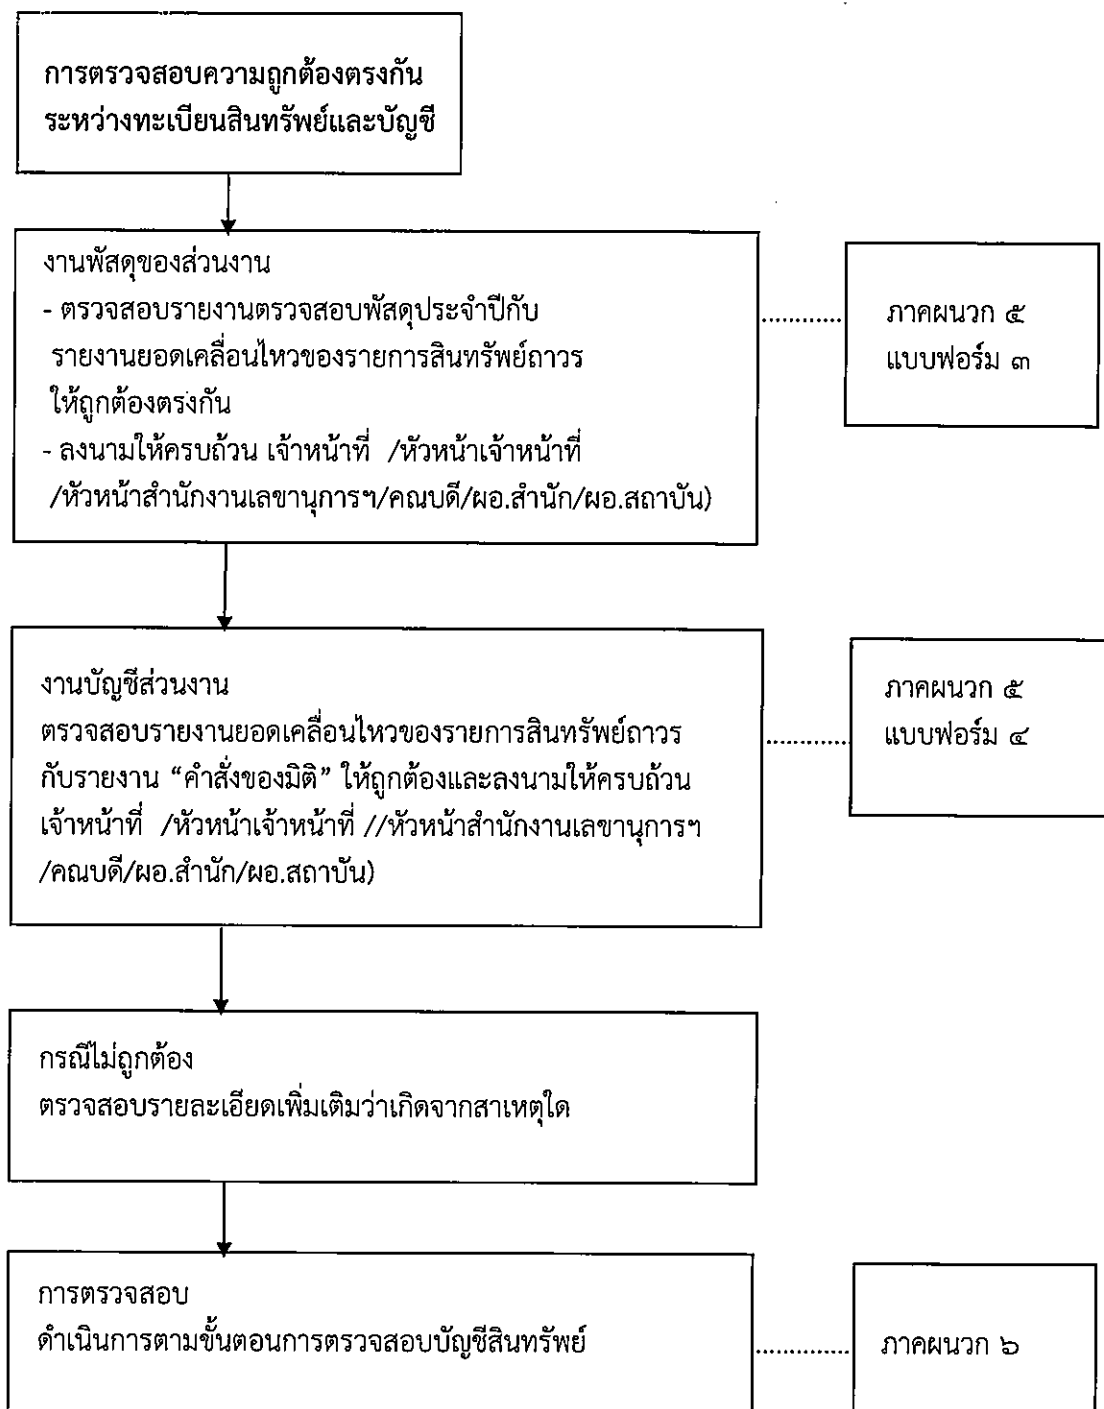 การตรวจสอบความถูกต้องตรงกัน
ระหว่างทะเบียนสินทรัพย์และบัญชี
งานพัสดุของส่วนงาน
- ตรวจสอบรายงานตรวจสอบพัสดุประจำปีกับ
รายงานยอดเคลื่อนไหวของรายการสินทรัพย์ถาวร
ให้ถูกต้องตรงกัน
- ลงนามให้ครบถ้วน เจ้าหน้าที่ /หัวหน้าเจ้าหน้าที่
/หัวหน้าสำนักงานเลขานุการฯ/คณบดี/ผอ.สำนัก/ผอ.สถาบัน)
ภาคผนวก ๕
แบบฟอร์ม ๓
งานบัญชีส่วนงาน
ตรวจสอบรายงานยอดเคลื่อนไหวของรายการสินทรัพย์ถาวร
กับรายงาน “คำสั่งของมิติ” ให้ถูกต้องและลงนามให้ครบถ้วน
เจ้าหน้าที่ /หัวหน้าเจ้าหน้าที่ //หัวหน้าสำนักงานเลขานุการฯ
/คณบดี/ผอ.สำนัก/ผอ.สถาบัน)
ภาคผนวก ๕
แบบฟอร์ม ๔
กรณีไม่ถูกต้อง
ตรวจสอบรายละเอียดเพิ่มเติมว่าเกิดจากสาเหตุใด
การตรวจสอบ
ดำเนินการตามขั้นตอนการตรวจสอบบัญชีสินทรัพย์
ภาคผนวก ๖